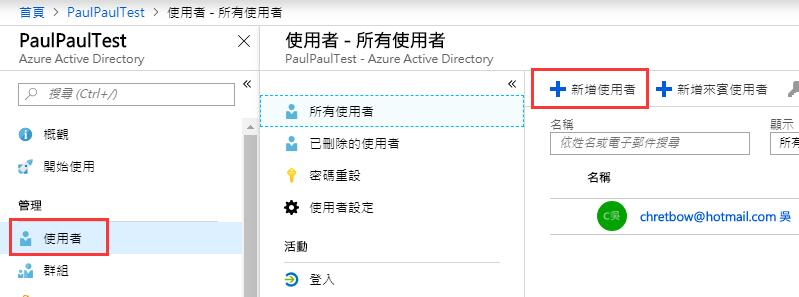 首頁 > PaulPaulTest > 使用者 - 所有使用者
PaulPaulTest
Azure Active Directory
搜尋 (Ctrl+/)
概觀
開始使用
管理
使用者
群組
使用者 - 所有使用者
PaulPaulTest - Azure Active Directory
所有使用者
已刪除的使用者
密碼重設
使用者設定
活動
登入
新增使用者
新增來賓使用者
名稱
依姓名或電子郵件搜尋
顯示
所有
名稱
C吳
chretbow@hotmail.com 吳